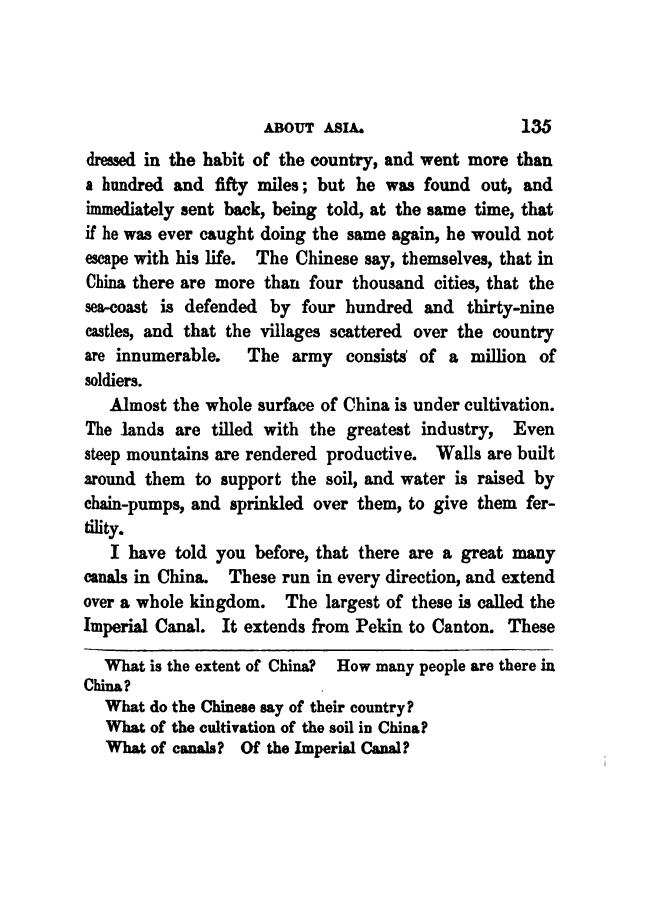 ABOUT ASIA. 135
dressed in the habit of the country, and went more than
a hundred and fifty miles; but he was found out, and
immediately sent back, being told, at the same time, that
if he was ever caught doing the same again, he would not
escape with his life. The Chinese say, themselves, that in
China there are more than four thousand cities, that the
sea-coast is defended by four hundred and thirty-nine
castles, and that the villages scattered over the country
are innumerable. The army consists of a million of
soldiers.
Almost the whole surface of China is under cultivation.
The lands are tilled with the greatest industry, Even
steep mountains are rendered productive. Walls are built
around them to support the soil, and water is raised by
chain-pumps, and sprinkled over them, to give them fer-
tility.
I have told you before, that there are a great many
canals in China. These run in every direction, and extend
over a whole kingdom. The largest of these is called the
Imperial Canal. It extends from Pekin to Canton. These
What is the extent of China? How many people are there in
China?
What do the Chinese say of their country?
What of the cultivation of the soil in China?
What of canals? Of the Imperial Canal?